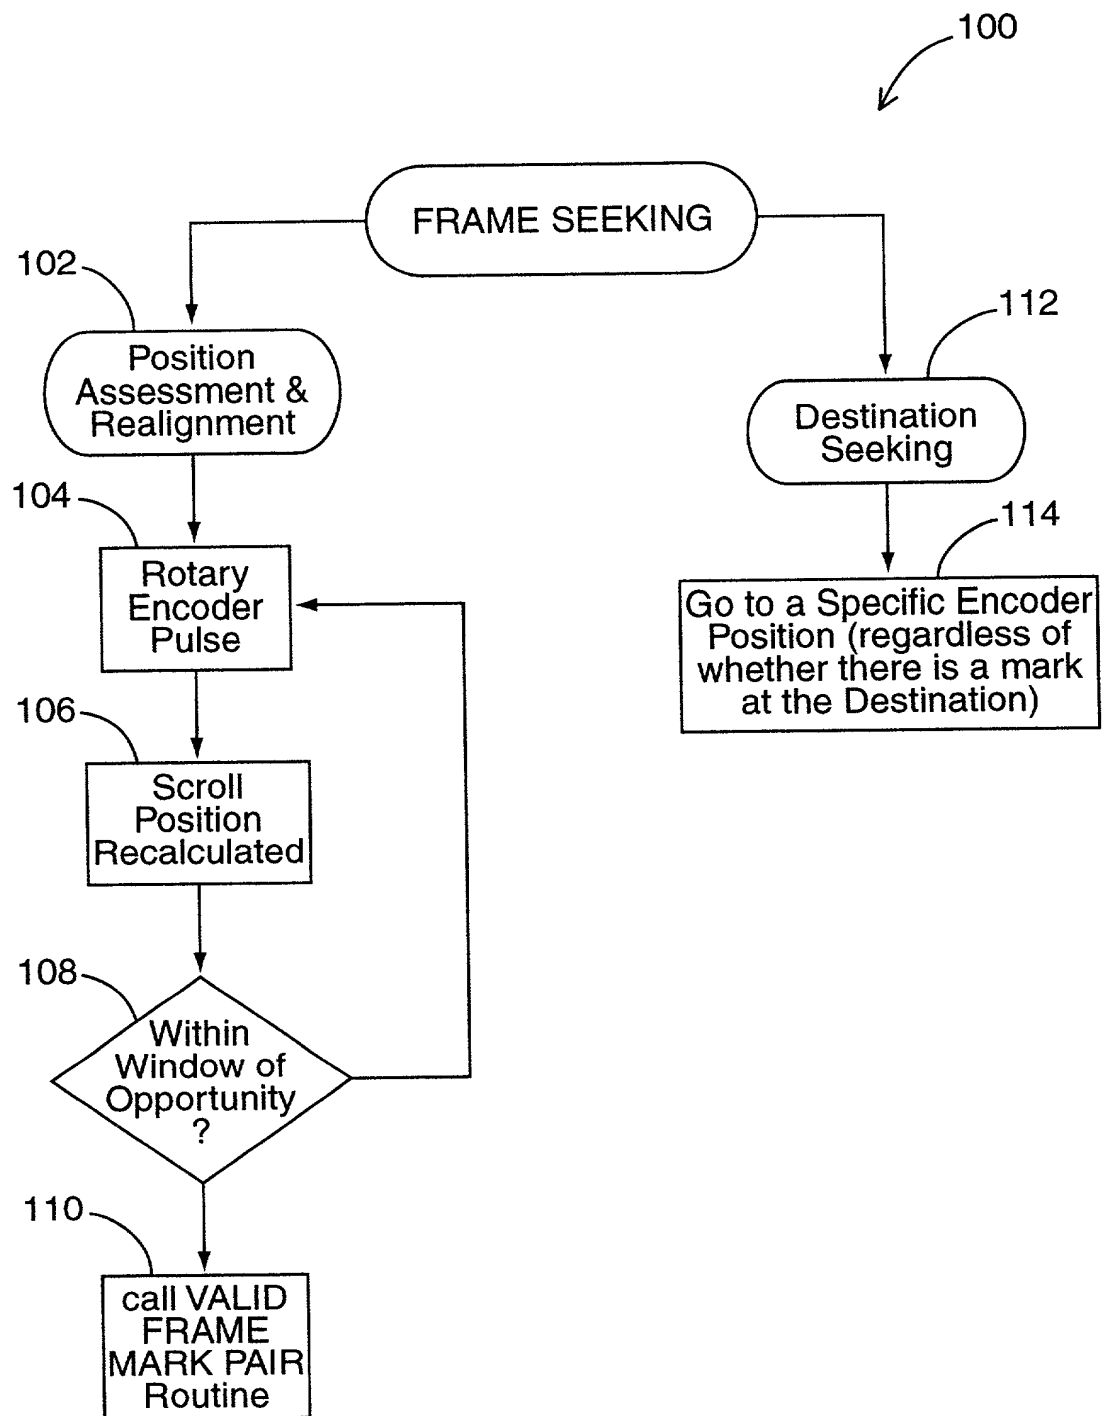 100
FRAME SEEKING
102
Position
Assessment &
Realignment
112
Destination
Seeking
104
Rotary
Encoder
Pulse
114
Go to a Specific Encoder
Position (regardless of
whether there is a mark
at the Destination)
106
Scroll
Position
Recalculated
108
Within
Window of
Opportunity
?
110
call VALID
FRAME
MARK PAIR
Routine